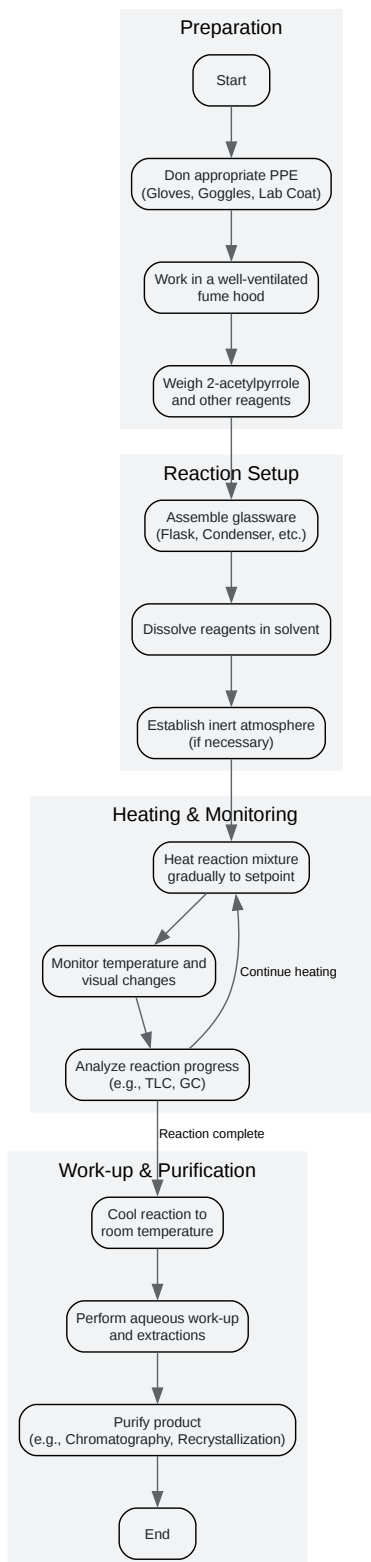 Preparation
Start
Don appropriate PPE
(Gloves, Goggles, Lab Coat)
Work in a well-ventilated
fume hood
Weigh 2-acetylpyrrole
and other reagents
Reaction Setup
Assemble glassware
(Flask, Condenser, etc.)
Dissolve reagents in solvent
Establish inert atmosphere
(if necessary)
Heating & Monitoring
Heat reaction mixture
gradually to setpoint
Monitor temperature and
visual changes
Continue heating
Analyze reaction progress
(e.g., TLC, GC)
Reaction complete
Work-up & Purification
Cool reaction to
room temperature
Perform aqueous work-up
and extractions
Purify product
(e.g., Chromatography, Recrystallization)
End